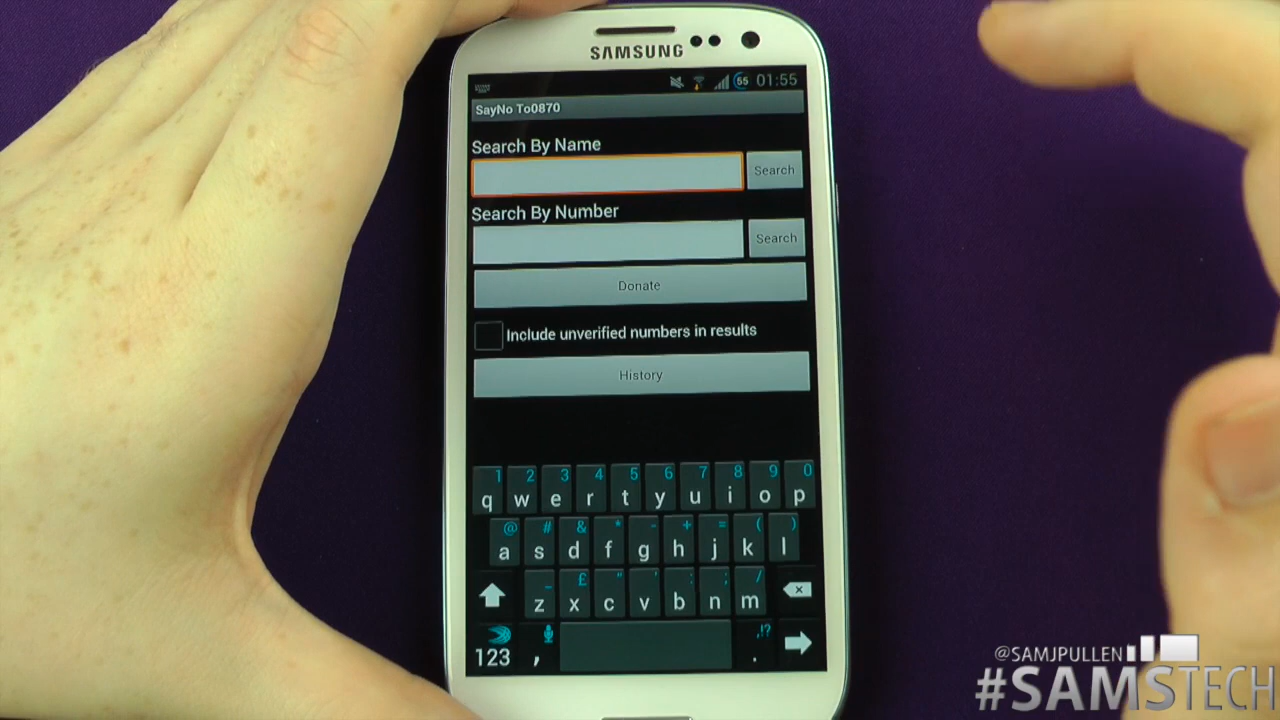 SAMSUNG
55 01:55
SayNo To0870
Search By Name
Search
Search By Number
Search
Donate
Include unverified numbers in results
History
1 2 3 4 5 6 7 8 9 0
q w e r t y u i o p
@ # & * - + = ( )
a s d f g h j k l
_ £ " ' : ; /
z x c v b n m
,!?
123 , .
@SAMJPULLEN
#SAMSTECH